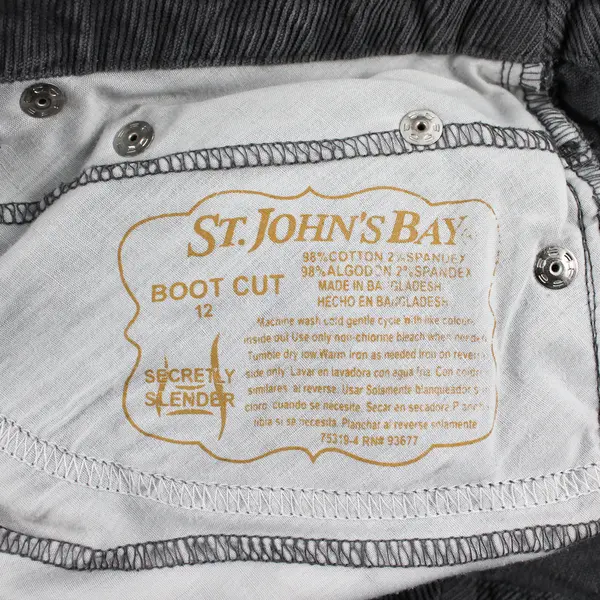 ST. JOHN'S BAY
98% COTTON 2% SPANDEX
98% ALGODON 2% SPANDEX
MADE IN BANGLADESH
HECHO EN BANGLADESH
BOOT CUT
12
SECRETLY
SLENDER
Machine wash cold gentle cycle with like colours
inside out Use only non-chlorine bleach when needed
Tumble dry low. Warm Iron as needed Iron on reverse
side only. Lavar en lavadora con agua fria. Con colores
similares. al reverse. Usar Solamente blanqueador sin
cloro. cuando se necesite. Secar en secadora
tibia si se necesita. Planchar al reverse solamente
75319-4 RN# 93677